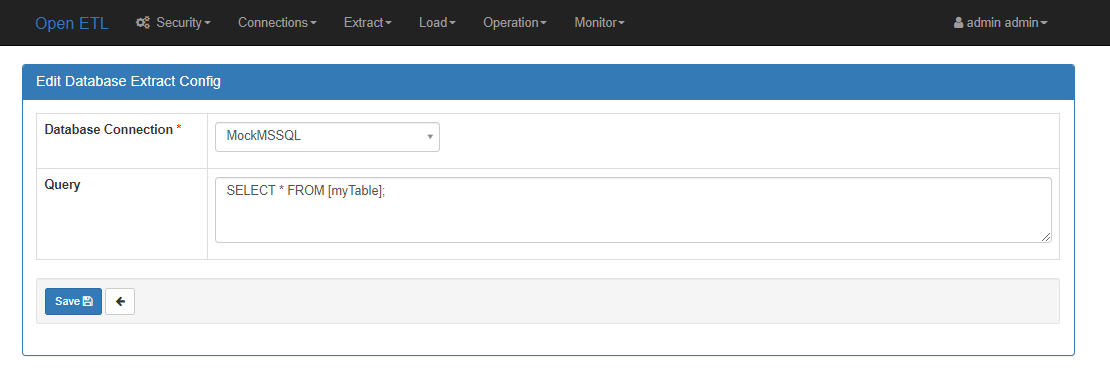 Open ETL Security Connections Extract Load Operation Monitor admin admin
Edit Database Extract Config
Database Connection * MockMSSQL
Query SELECT * FROM [myTable];
Save